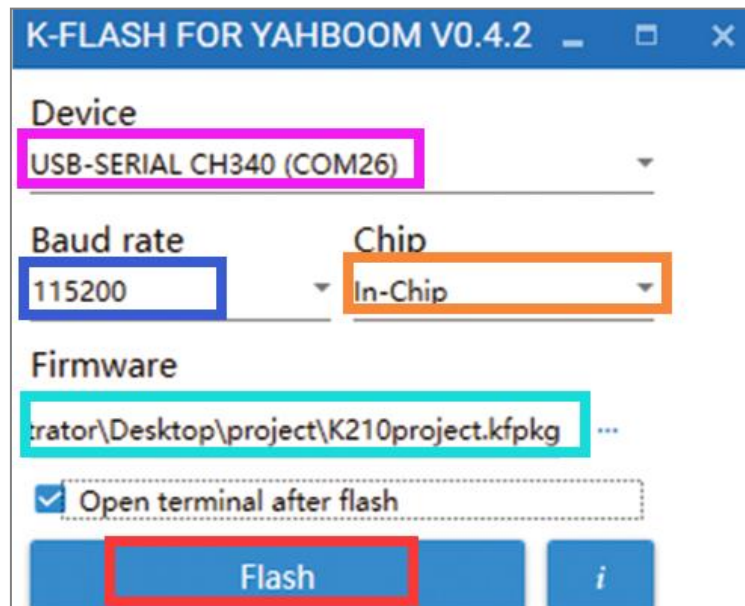 K-FLASH FOR YAHBOOM V0.4.2
Device
USB-SERIAL CH340 (COM26)
Baud rate Chip
115200 In-Chip
Firmware
trator\Desktop\project\K210project.kfpkg ...
Open terminal after flash
Flash i